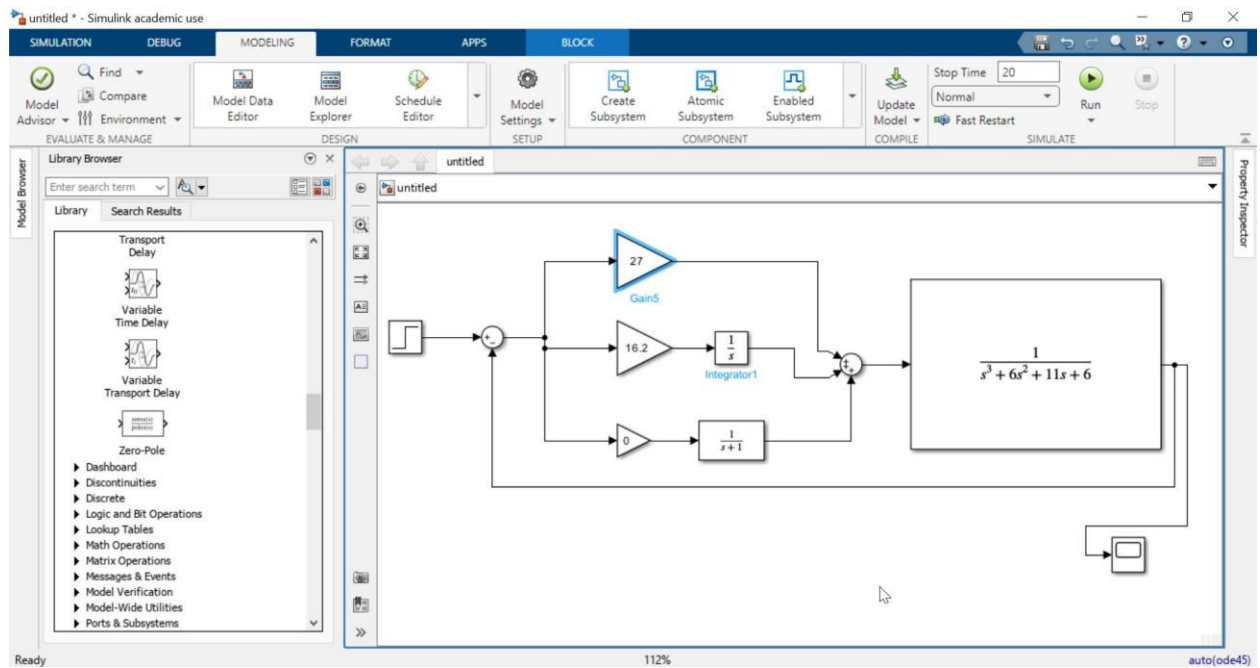 untitled * - Simulink academic use
SIMULATION DEBUG MODELING FORMAT APPS BLOCK
Model Advisor
Find
Compare
Environment
EVALUATE & MANAGE
Model Data Editor
Model Explorer
Schedule Editor
DESIGN
Model Settings
SETUP
Create Subsystem
Atomic Subsystem
Enabled Subsystem
COMPONENT
Update Model
COMPILE
Stop Time 20
Normal
Fast Restart
Run
Stop
SIMULATE
Model Browser
Library Browser
Enter search term
Library Search Results
Transport
Delay
Variable
Time Delay
Variable
Transport Delay
Zero-Pole
Dashboard
Discontinuities
Discrete
Logic and Bit Operations
Lookup Tables
Math Operations
Matrix Operations
Messages & Events
Model Verification
Model-Wide Utilities
Ports & Subsystems
untitled
untitled
27
Gain5
16.2
1
s
Integrator1
0
1
s+1
1
s³ + 6s² + 11s + 6
Property Inspector
Ready 112% auto(ode45)